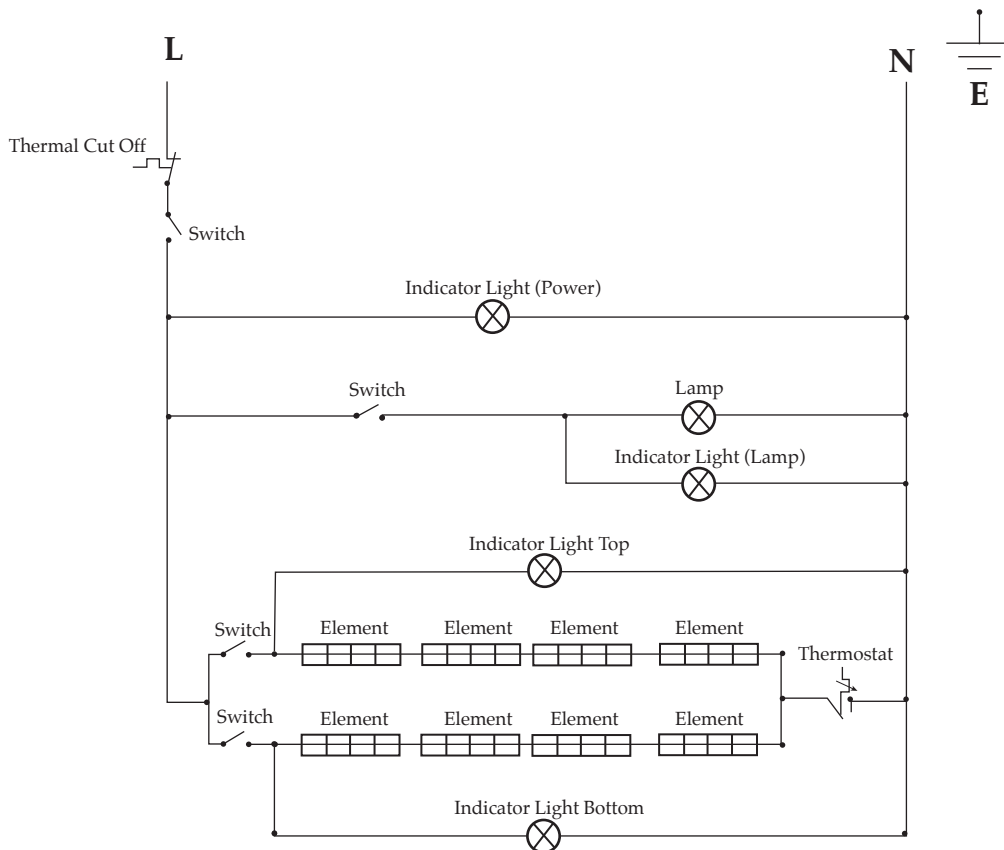 L
N
E
Thermal Cut Off
Switch
Indicator Light (Power)
Switch
Lamp
Indicator Light (Lamp)
Indicator Light Top
Switch
Element
Element
Element
Element
Thermostat
Switch
Element
Element
Element
Element
Indicator Light Bottom